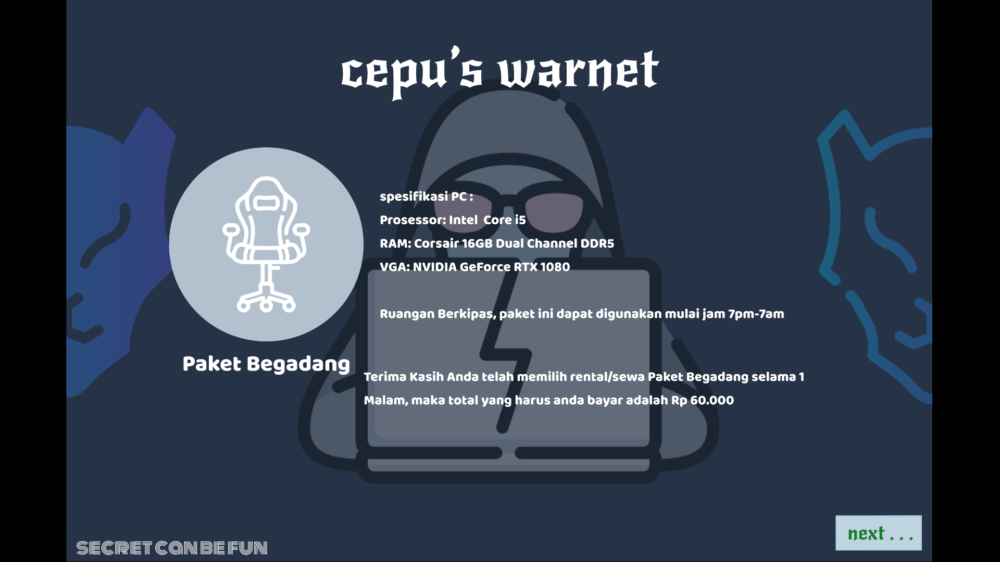 cepu's warnet
spesifikasi PC :
Prosessor: Intel  Core i5
RAM: Corsair 16GB Dual Channel DDR5
VGA: NVIDIA GeForce RTX 1080
Ruangan Berkipas, paket ini dapat digunakan mulai jam 7pm-7am
Paket Begadang
Terima Kasih Anda telah memilih rental/sewa Paket Begadang selama 1
Malam, maka total yang harus anda bayar adalah Rp 60.000
next . . .
SECRET CAN BE FUN